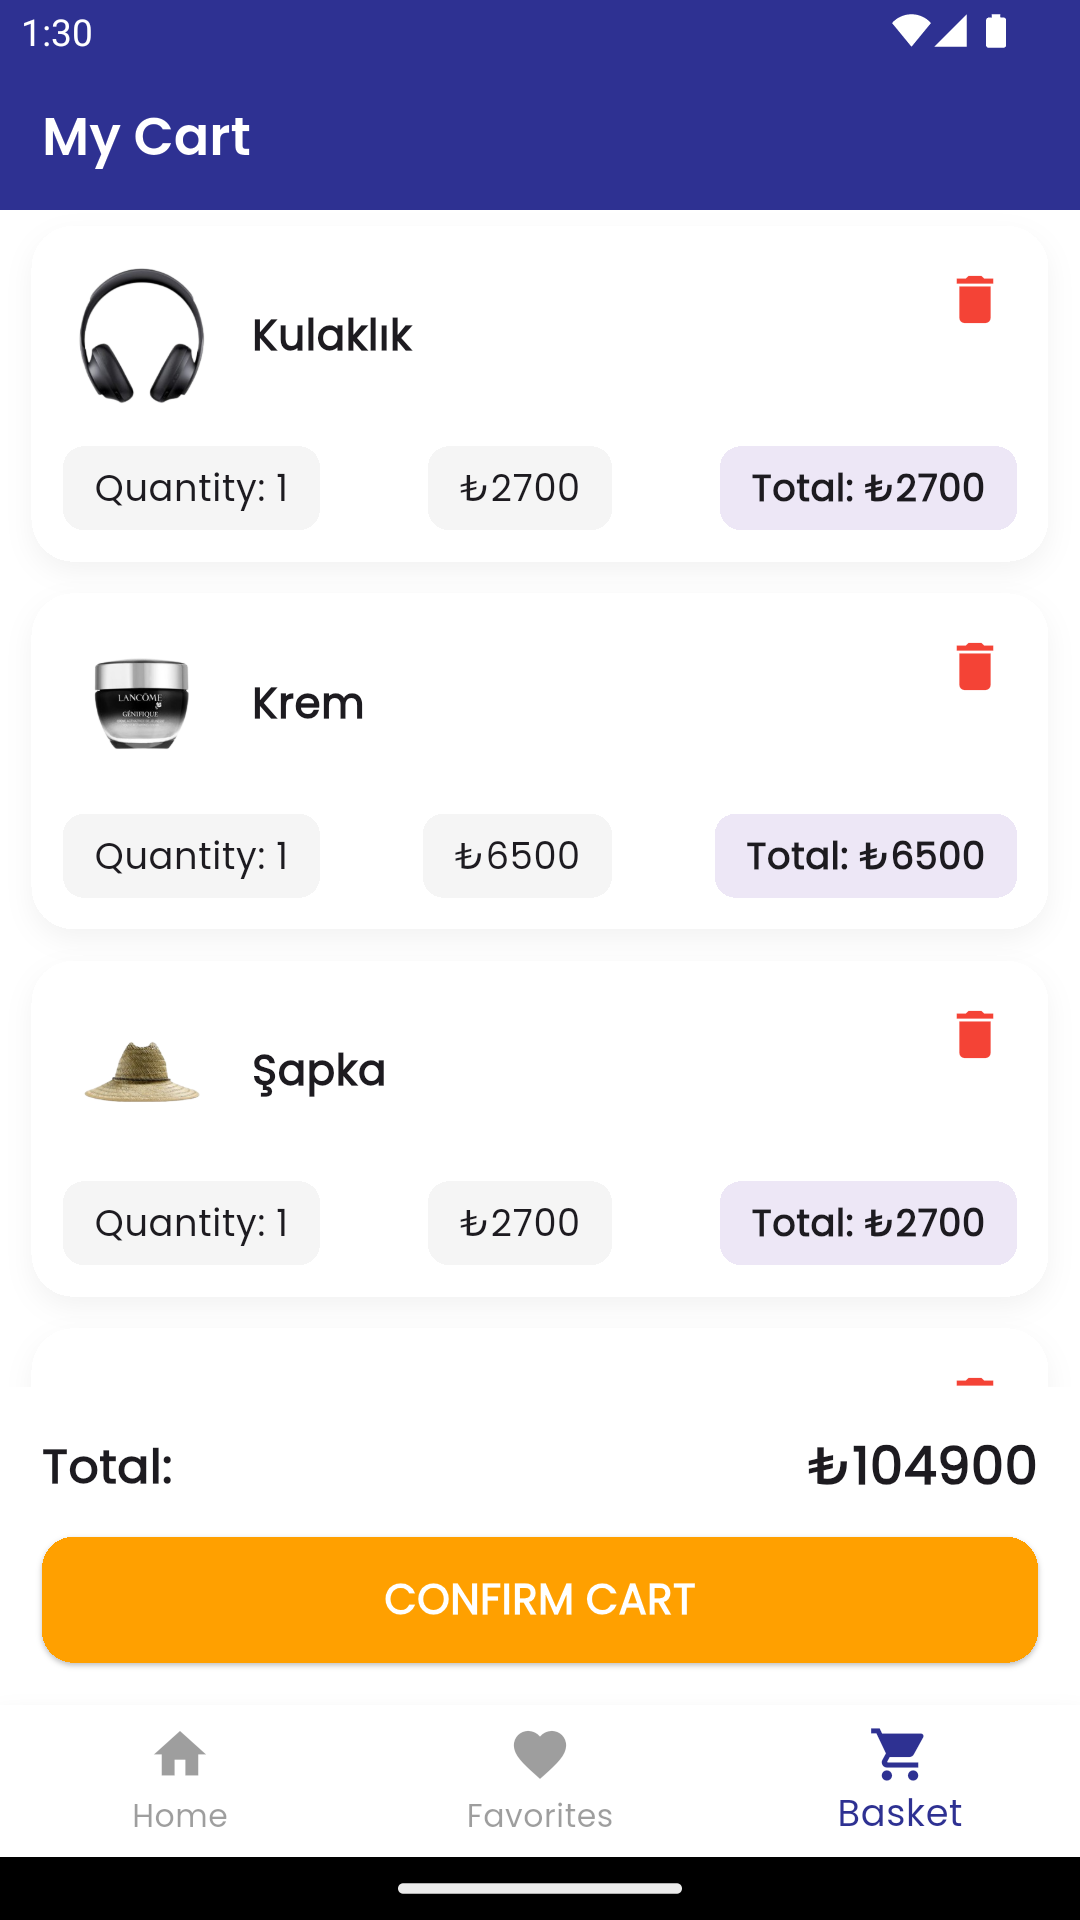 1:30
My Cart
Kulaklık
Quantity: 1
₺2700
Total: ₺2700
LANCÔME
GÉNIFIQUE
Krem
Quantity: 1
₺6500
Total: ₺6500
Şapka
Quantity: 1
₺2700
Total: ₺2700
Total:
₺104900
CONFIRM CART
Home
Favorites
Basket